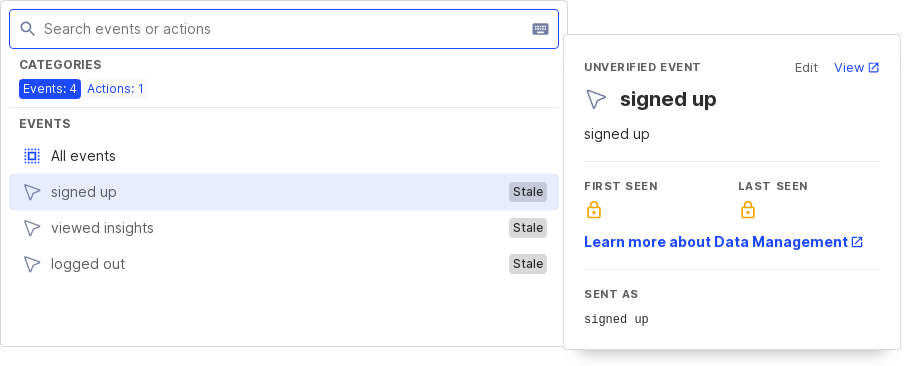 Search events or actions
CATEGORIES
Events: 4 Actions: 1
EVENTS
All events
signed up Stale
viewed insights Stale
logged out Stale
UNVERIFIED EVENT Edit View
signed up
signed up
FIRST SEEN LAST SEEN
Learn more about Data Management
SENT AS
signed up